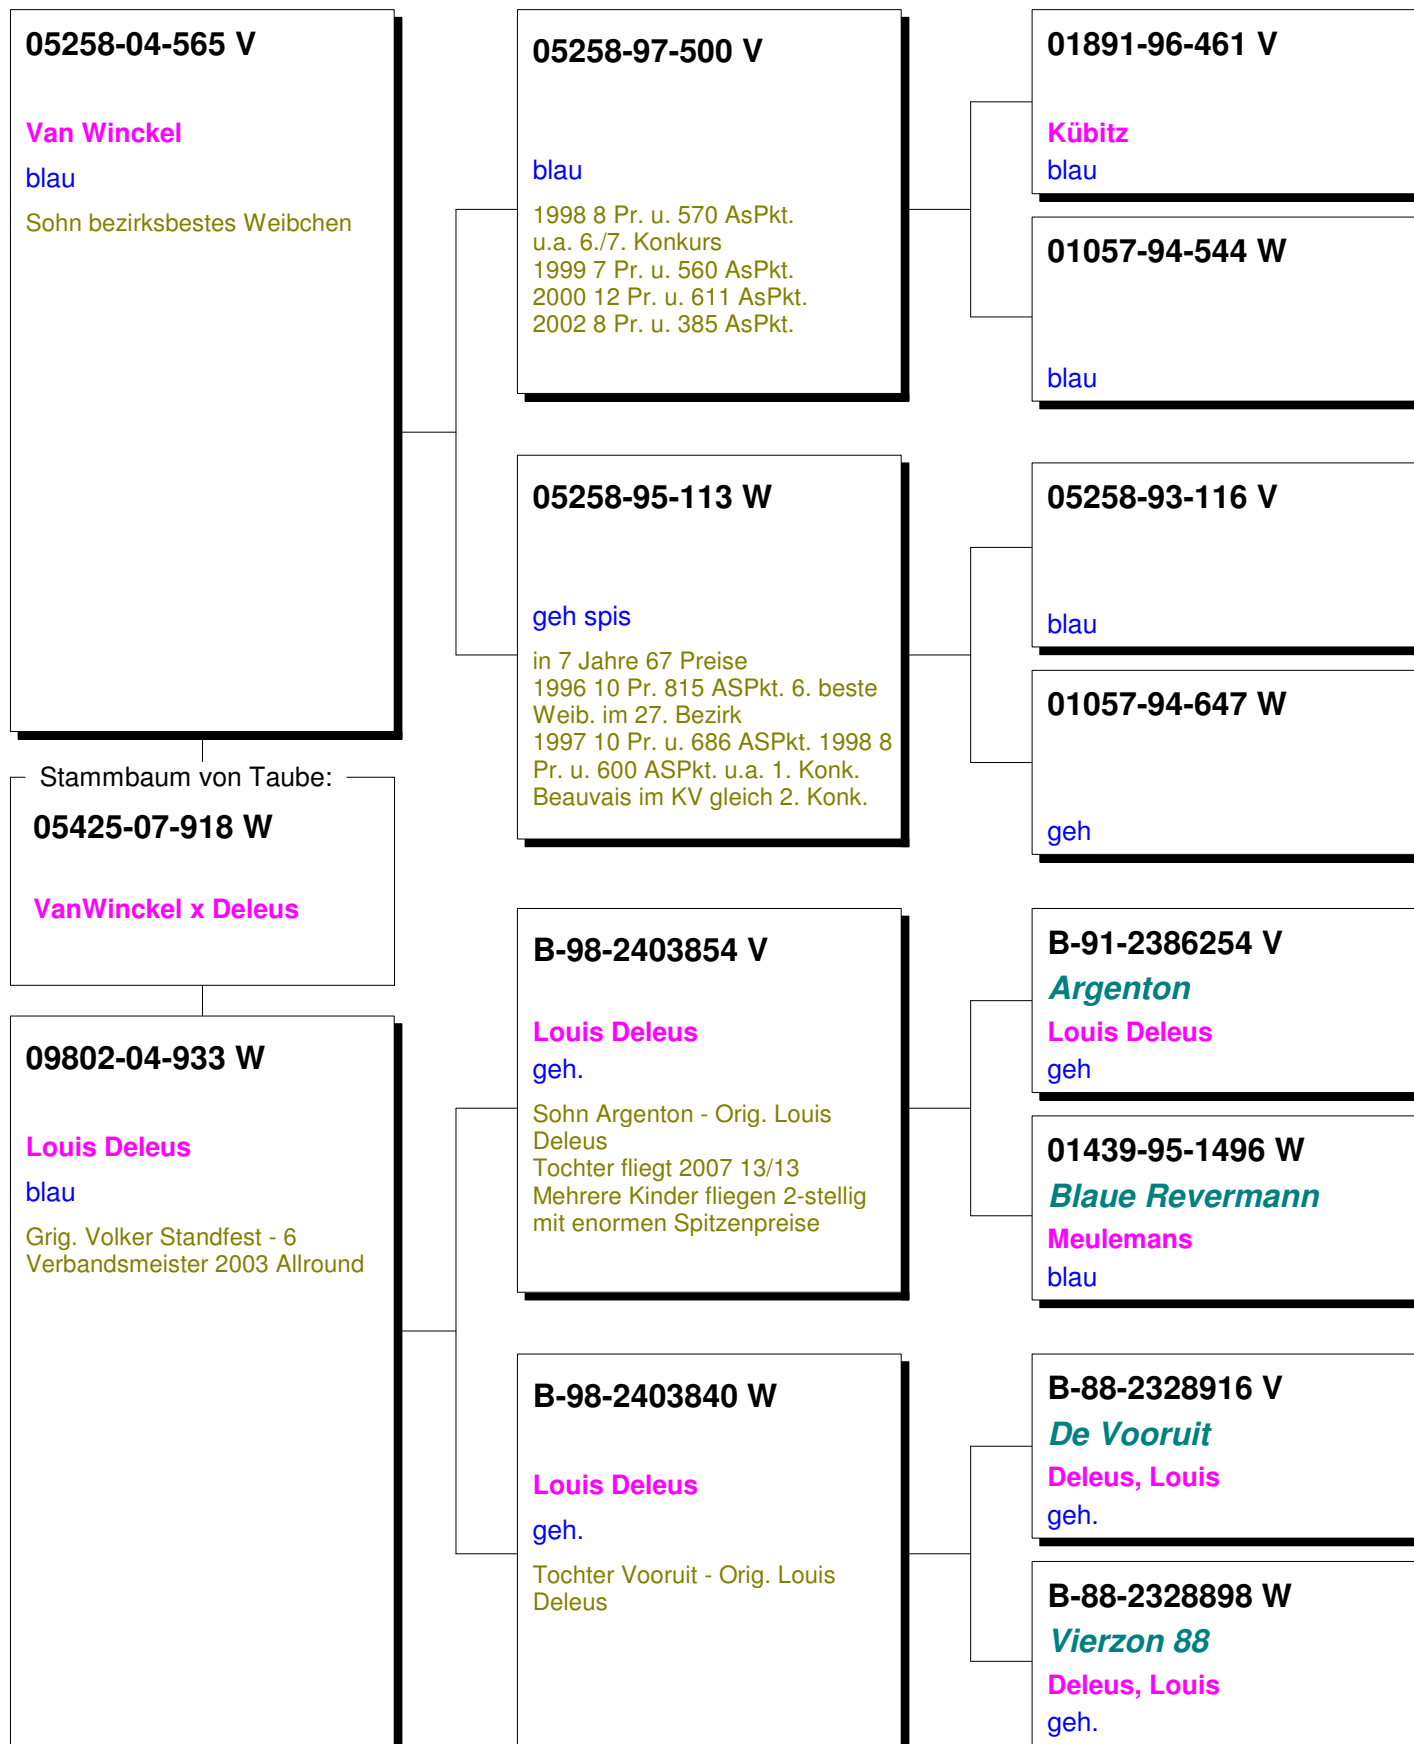 05258-04-565 V
Van Winckel
blau
Sohn bezirksbestes Weibchen
Stammbaum von Taube:
05425-07-918 W
VanWinckel x Deleus
09802-04-933 W
Louis Deleus
blau
Grig. Volker Standfest - 6
Verbandsmeister 2003 Allround
05258-97-500 V
blau
1998 8 Pr. u. 570 AsPkt.
u.a. 6./7. Konkurs
1999 7 Pr. u. 560 AsPkt.
2000 12 Pr. u. 611 AsPkt.
2002 8 Pr. u. 385 AsPkt.
05258-95-113 W
geh spis
in 7 Jahre 67 Preise
1996 10 Pr. 815 ASPkt. 6. beste
Weib. im 27. Bezirk
1997 10 Pr. u. 686 ASPkt. 1998 8
Pr. u. 600 ASPkt. u.a. 1. Konk.
Beauvais im KV gleich 2. Konk.
B-98-2403854 V
Louis Deleus
geh.
Sohn Argenton - Orig. Louis
Deleus
Tochter fliegt 2007 13/13
Mehrere Kinder fliegen 2-stellig
mit enormen Spitzenpreise
B-98-2403840 W
Louis Deleus
geh.
Tochter Vooruit - Orig. Louis
Deleus
01891-96-461 V
Kübitz
blau
01057-94-544 W
blau
05258-93-116 V
blau
01057-94-647 W
geh
B-91-2386254 V
Argenton
Louis Deleus
geh
01439-95-1496 W
Blaue Revermann
Meulemans
blau
B-88-2328916 V
De Vooruit
Deleus, Louis
geh.
B-88-2328898 W
Vierzon 88
Deleus, Louis
geh.